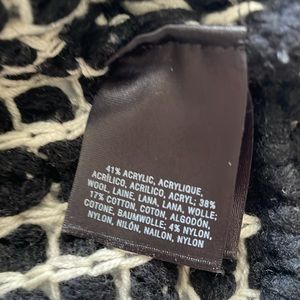 41% ACRYLIC, ACRYLIQUE,
ACRÍLICO, ACRILICO, ACRYL; 38%
WOOL, LAINE, LANA, LANA, WOLLE;
17% COTTON, COTON, ALGODÓN,
COTONE, BAUMWOLLE; 4% NYLON,
NYLON, NILÓN, NAILON, NYLON